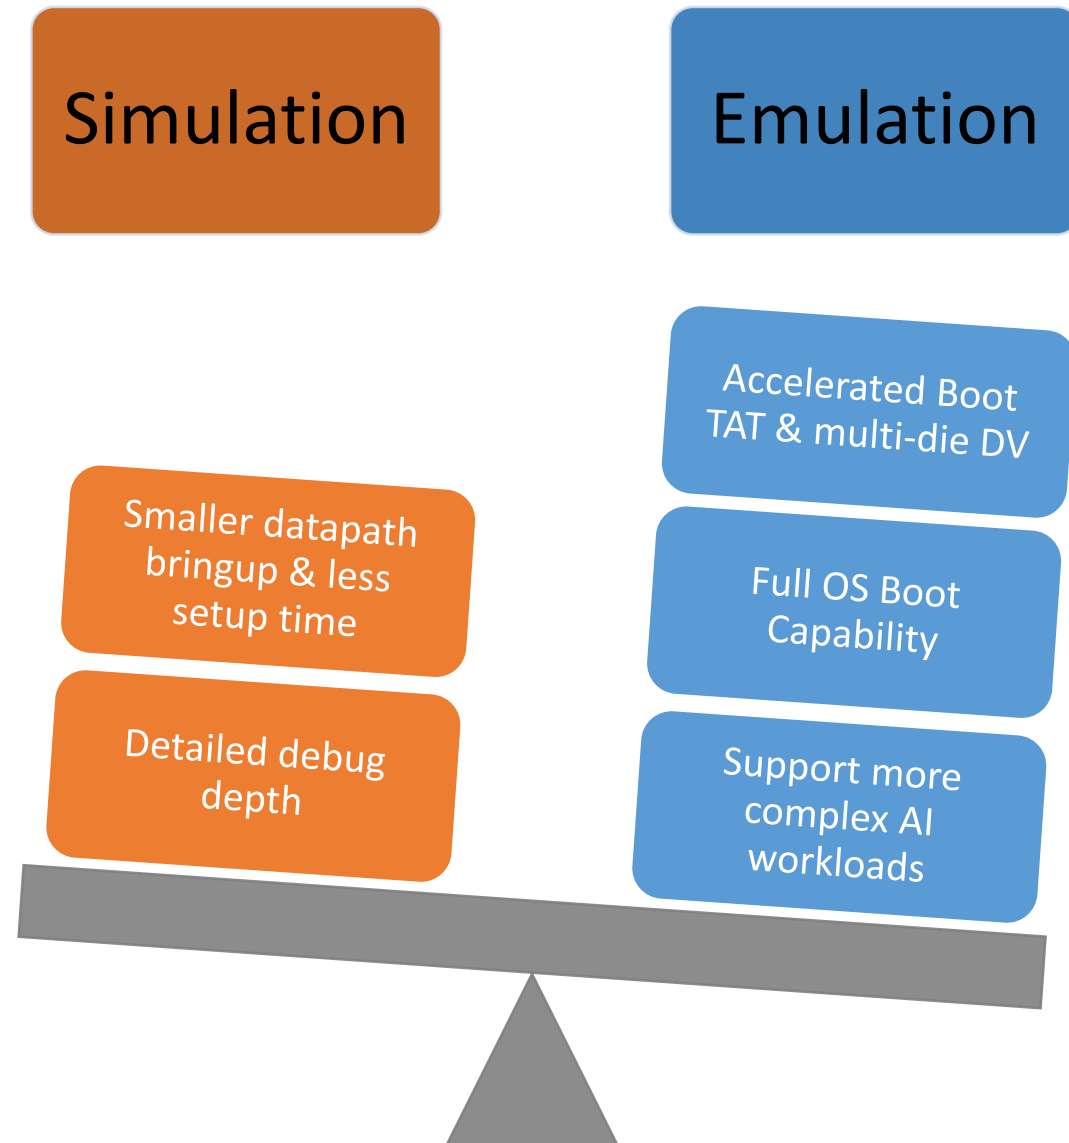 Simulation
Emulation
Smaller datapath
bringup & less
setup time
Detailed debug
depth
Accelerated Boot
TAT & multi-die DV
Full OS Boot
Capability
Support more
complex AI
workloads